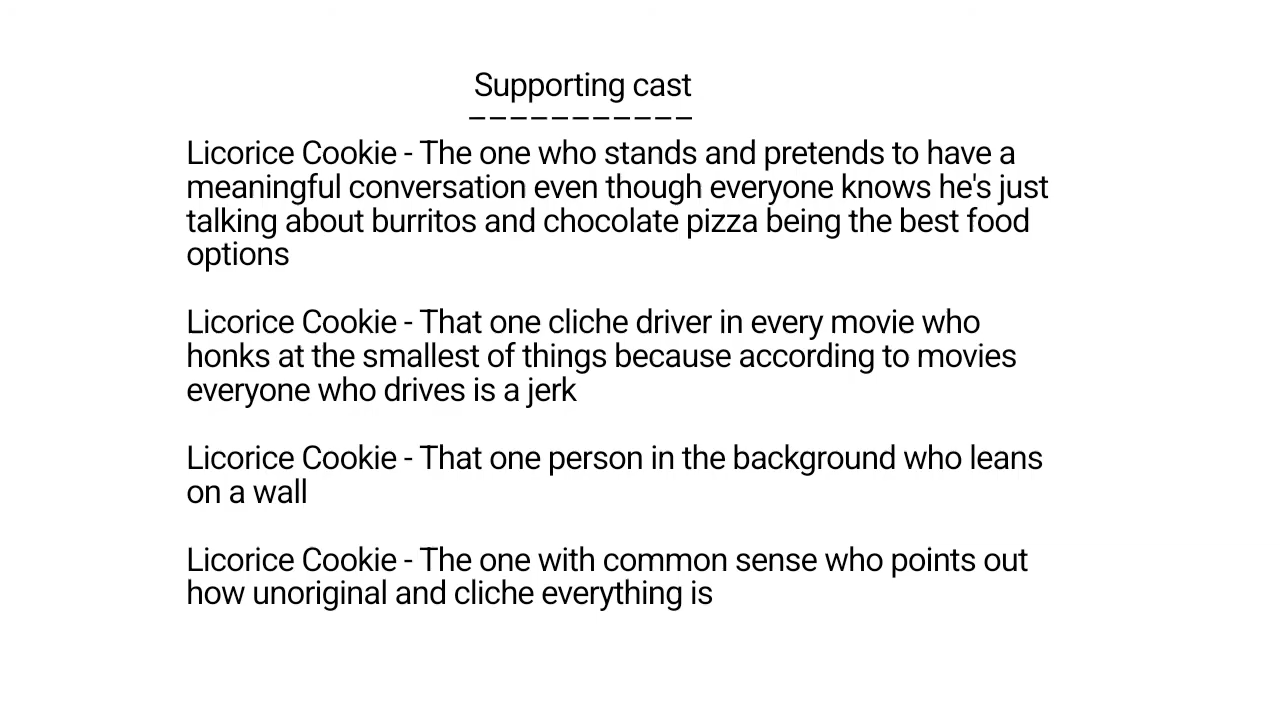 Supporting cast
___________
Licorice Cookie - The one who stands and pretends to have a
meaningful conversation even though everyone knows he's just
talking about burritos and chocolate pizza being the best food
options
Licorice Cookie - That one cliche driver in every movie who
honks at the smallest of things because according to movies
everyone who drives is a jerk
Licorice Cookie - That one person in the background who leans
on a wall
Licorice Cookie - The one with common sense who points out
how unoriginal and cliche everything is